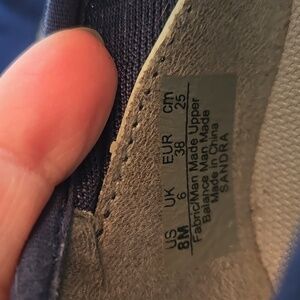 US UK EUR cm
8M 6 38 25
Fabric/Man Made Upper
Balance Man Made
Made in China
SANDRA